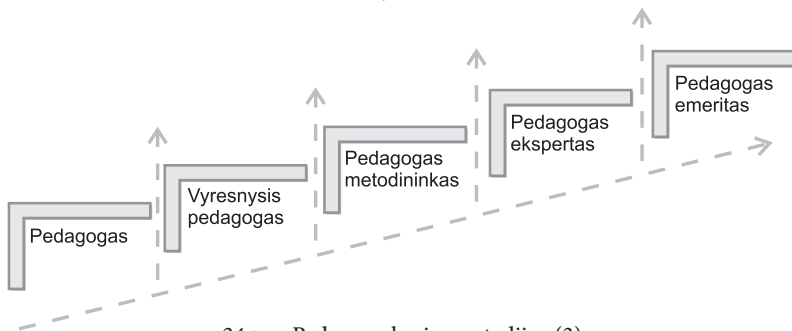 Pedagogas
Vyresnysis
pedagogas
Pedagogas
metodininkas
Pedagogas
ekspertas
Pedagogas
emeritas